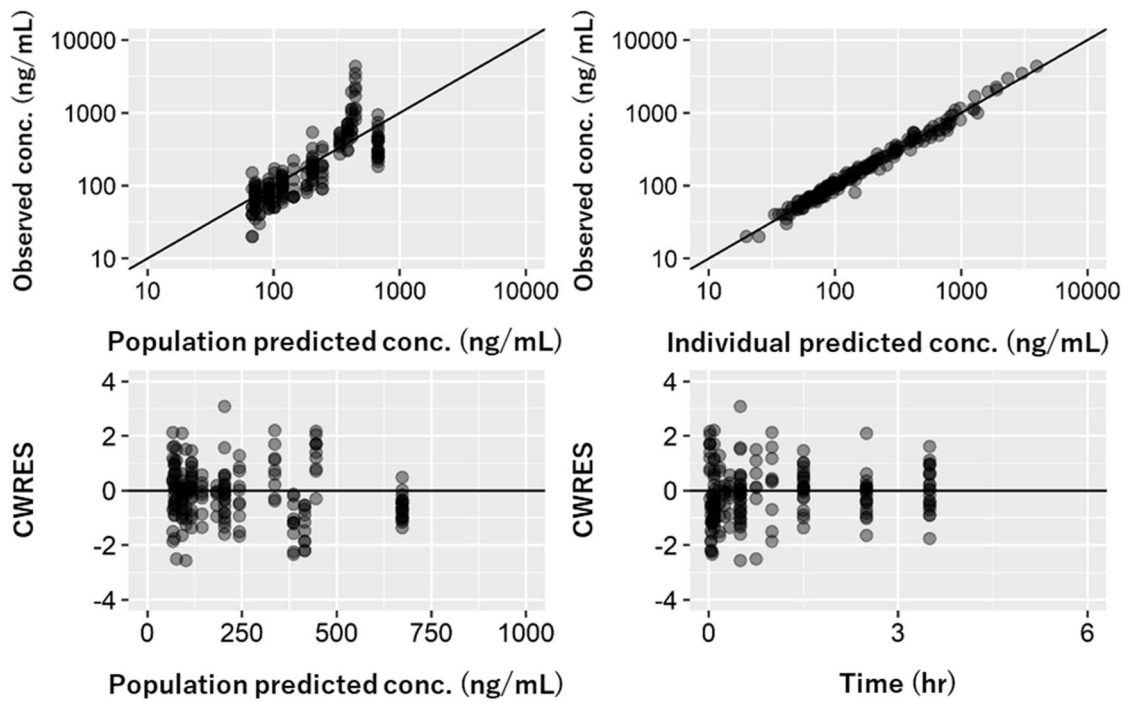 Observed conc. (ng/mL)
10000
1000
100
10
10 100 1000 10000
Population predicted conc. (ng/mL)
Observed conc. (ng/mL)
10000
1000
100
10
10 100 1000 10000
Individual predicted conc. (ng/mL)
CWRES
4
2
0
-2
-4
0 250 500 750 1000
Population predicted conc. (ng/mL)
CWRES
4
2
0
-2
-4
0 3 6
Time (hr)